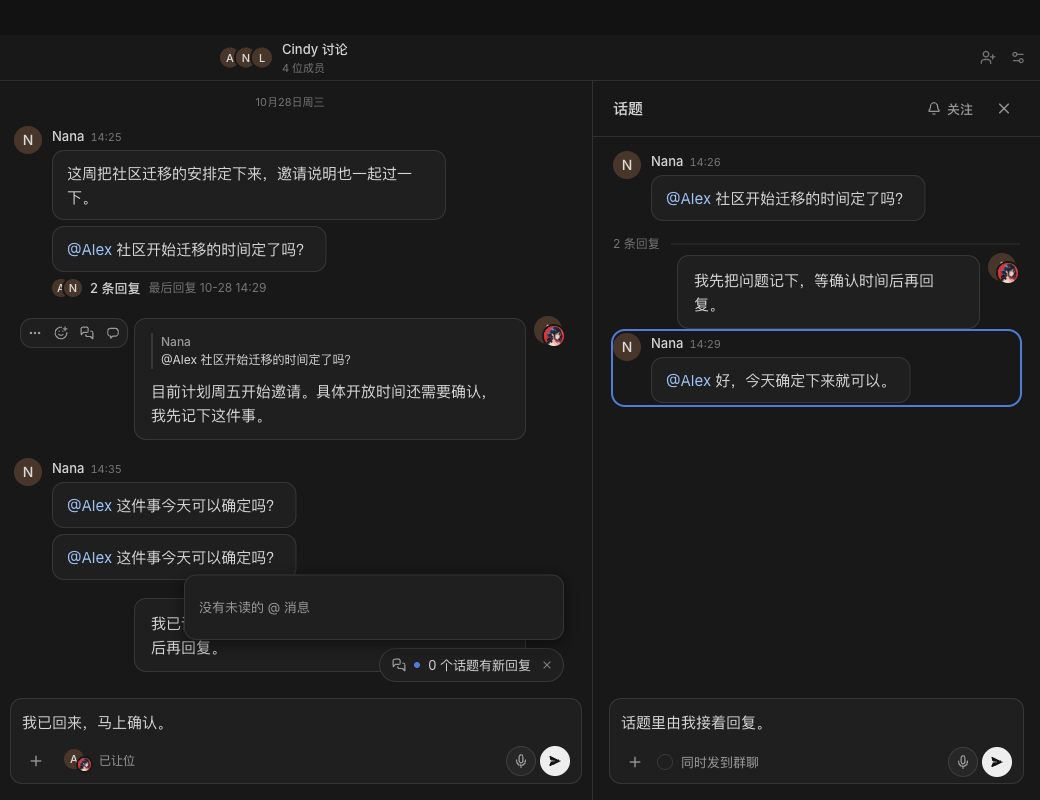 A N L
Cindy 讨论
4 位成员
10月28日周三
N
Nana 14:25
这周把社区迁移的安排定下来，邀请说明也一起过一
下。
@Alex 社区开始迁移的时间定了吗？
A N 2 条回复 最后回复 10-28 14:29
Nana
@Alex 社区开始迁移的时间定了吗？
目前计划周五开始邀请。具体开放时间还需要确认，
我先记下这件事。
N
Nana 14:35
@Alex 这件事今天可以确定吗？
@Alex 这件事今天可以确定吗？
我已
后再回复。
没有未读的 @ 消息
0 个话题有新回复
我已回来，马上确认。
A 已让位
话题
关注
N
Nana 14:26
@Alex 社区开始迁移的时间定了吗？
2 条回复
我先把问题记下，等确认时间后再回
复。
N
Nana 14:29
@Alex 好，今天确定下来就可以。
话题里由我接着回复。
同时发到群聊